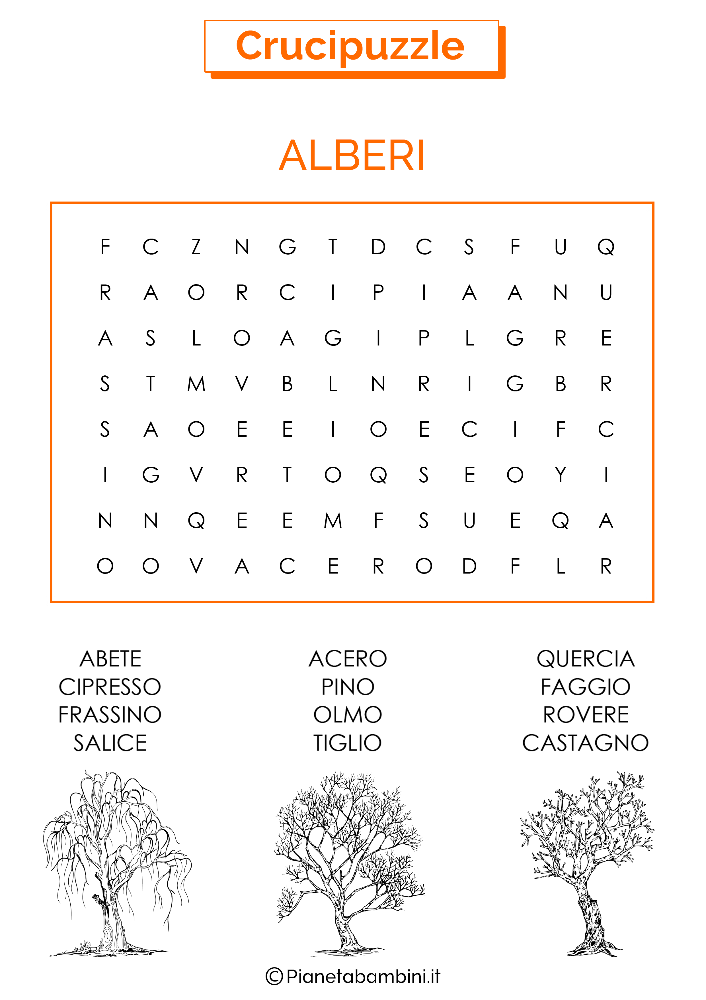 Crucipuzzle
ALBERI
F C Z N G T D C S F U Q
R A O R C I P I A A N U
A S L O A G I P L G R E
S T M V B L N R I G B R
S A O E E I O E C I F C
I G V R T O Q S E O Y I
N N Q E E M F S U E Q A
O O V A C E R O D F L R
ABETE ACERO QUERCIA
CIPRESSO PINO FAGGIO
FRASSINO OLMO ROVERE
SALICE TIGLIO CASTAGNO
©Pianetabambini.it